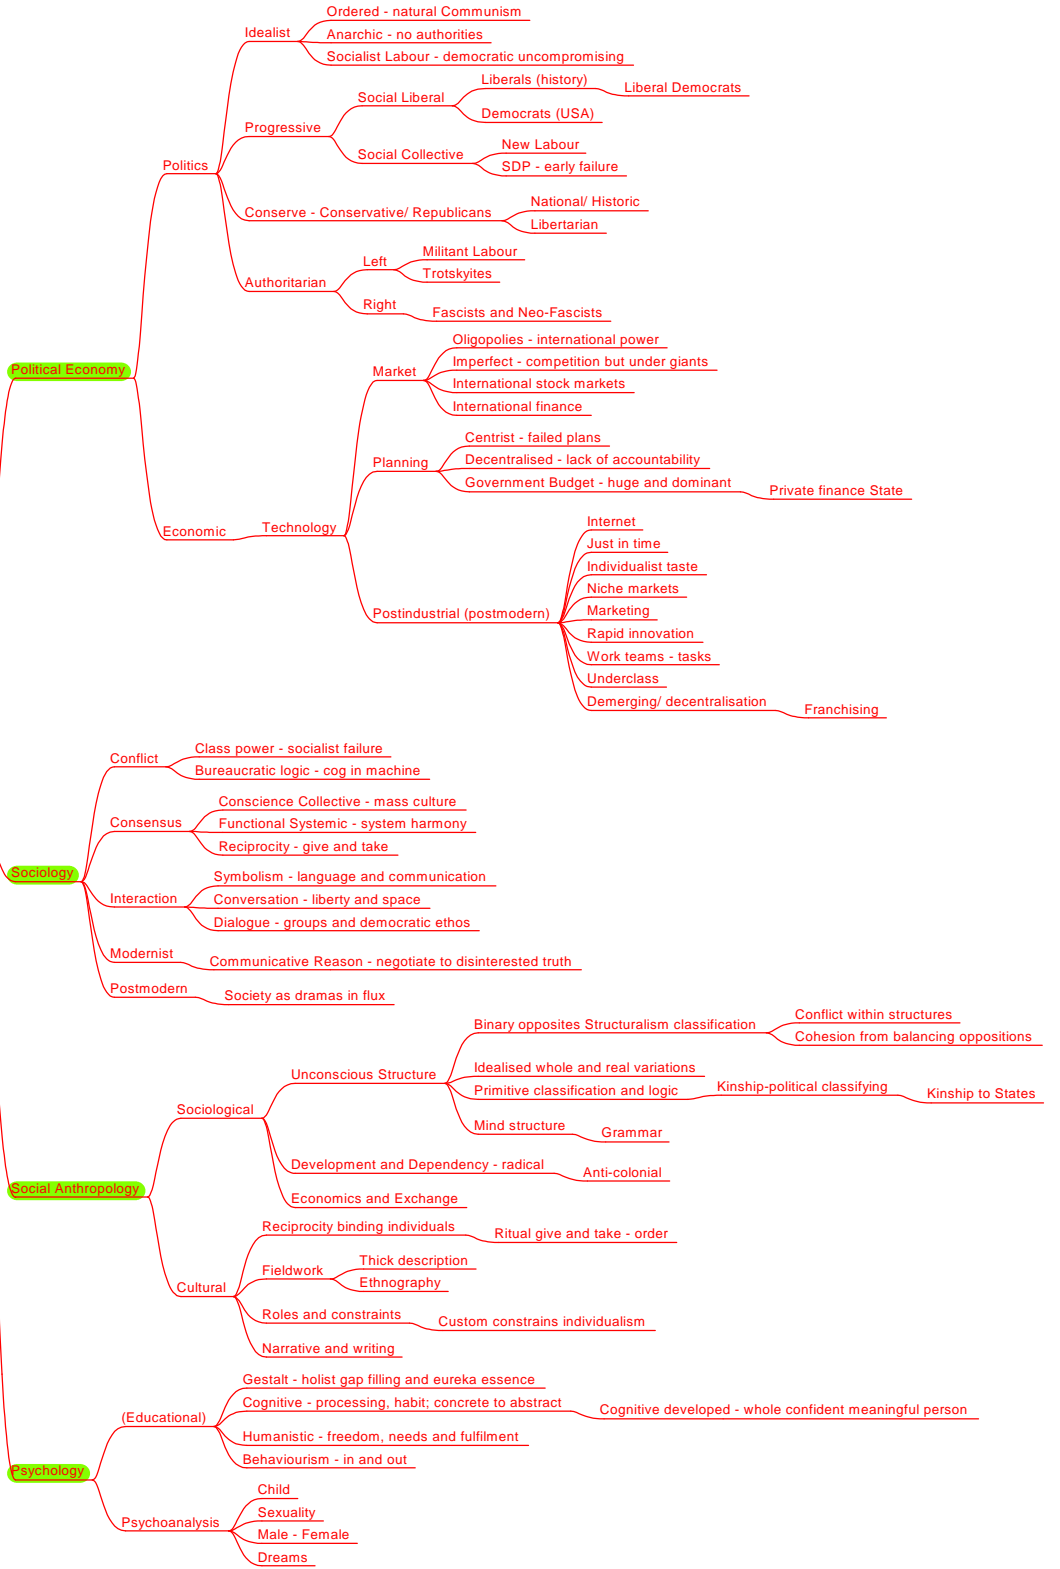 Political Economy
Politics
Idealist
Ordered - natural Communism
Anarchic - no authorities
Socialist Labour - democratic uncompromising
Progressive
Social Liberal
Liberals (history)
Liberal Democrats
Democrats (USA)
Social Collective
New Labour
SDP - early failure
Conserve - Conservative/ Republicans
National/ Historic
Libertarian
Authoritarian
Left
Militant Labour
Trotskyites
Right
Fascists and Neo-Fascists
Economic
Technology
Market
Oligopolies - international power
Imperfect - competition but under giants
International stock markets
International finance
Planning
Centrist - failed plans
Decentralised - lack of accountability
Government Budget - huge and dominant
Private finance State
Postindustrial (postmodern)
Internet
Just in time
Individualist taste
Niche markets
Marketing
Rapid innovation
Work teams - tasks
Underclass
Demerging/ decentralisation
Franchising
Sociology
Conflict
Class power - socialist failure
Bureaucratic logic - cog in machine
Consensus
Conscience Collective - mass culture
Functional Systemic - system harmony
Reciprocity - give and take
Interaction
Symbolism - language and communication
Conversation - liberty and space
Dialogue - groups and democratic ethos
Modernist
Communicative Reason - negotiate to disinterested truth
Postmodern
Society as dramas in flux
Social Anthropology
Sociological
Unconscious Structure
Binary opposites Structuralism classification
Conflict within structures
Cohesion from balancing oppositions
Idealised whole and real variations
Primitive classification and logic
Kinship-political classifying
Kinship to States
Mind structure
Grammar
Development and Dependency - radical
Anti-colonial
Economics and Exchange
Cultural
Reciprocity binding individuals
Ritual give and take - order
Fieldwork
Thick description
Ethnography
Roles and constraints
Custom constrains individualism
Narrative and writing
Psychology
(Educational)
Gestalt - holist gap filling and eureka essence
Cognitive - processing, habit; concrete to abstract
Cognitive developed - whole confident meaningful person
Humanistic - freedom, needs and fulfilment
Behaviourism - in and out
Psychoanalysis
Child
Sexuality
Male - Female
Dreams